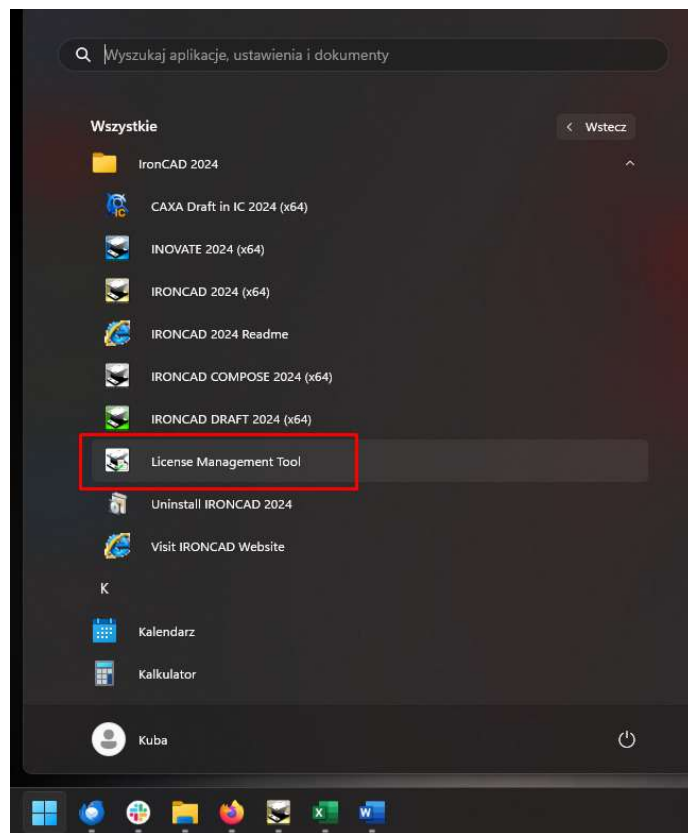 Wyszukaj aplikacje, ustawienia i dokumenty
Wszystkie
Wstecz
IronCAD 2024
CAXA Draft in IC 2024 (x64)
INOVATE 2024 (x64)
IRONCAD 2024 (x64)
IRONCAD 2024 Readme
IRONCAD COMPOSE 2024 (x64)
IRONCAD DRAFT 2024 (x64)
License Management Tool
Uninstall IRONCAD 2024
Visit IRONCAD Website
K
Kalendarz
Kalkulator
Kuba